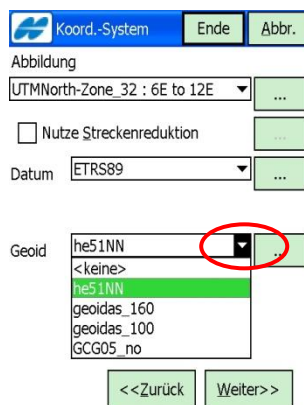 Koord.-System Ende Abbr.
Abbildung
UTMNorth-Zone_32 : 6E to 12E ...
Nutze Streckenreduktion ...
Datum ETRS89 ...
Geoid he51NN ...
<keine>
he51NN
geoidas_160
geoidas_100
GCG05_no
<<Zurück Weiter>>